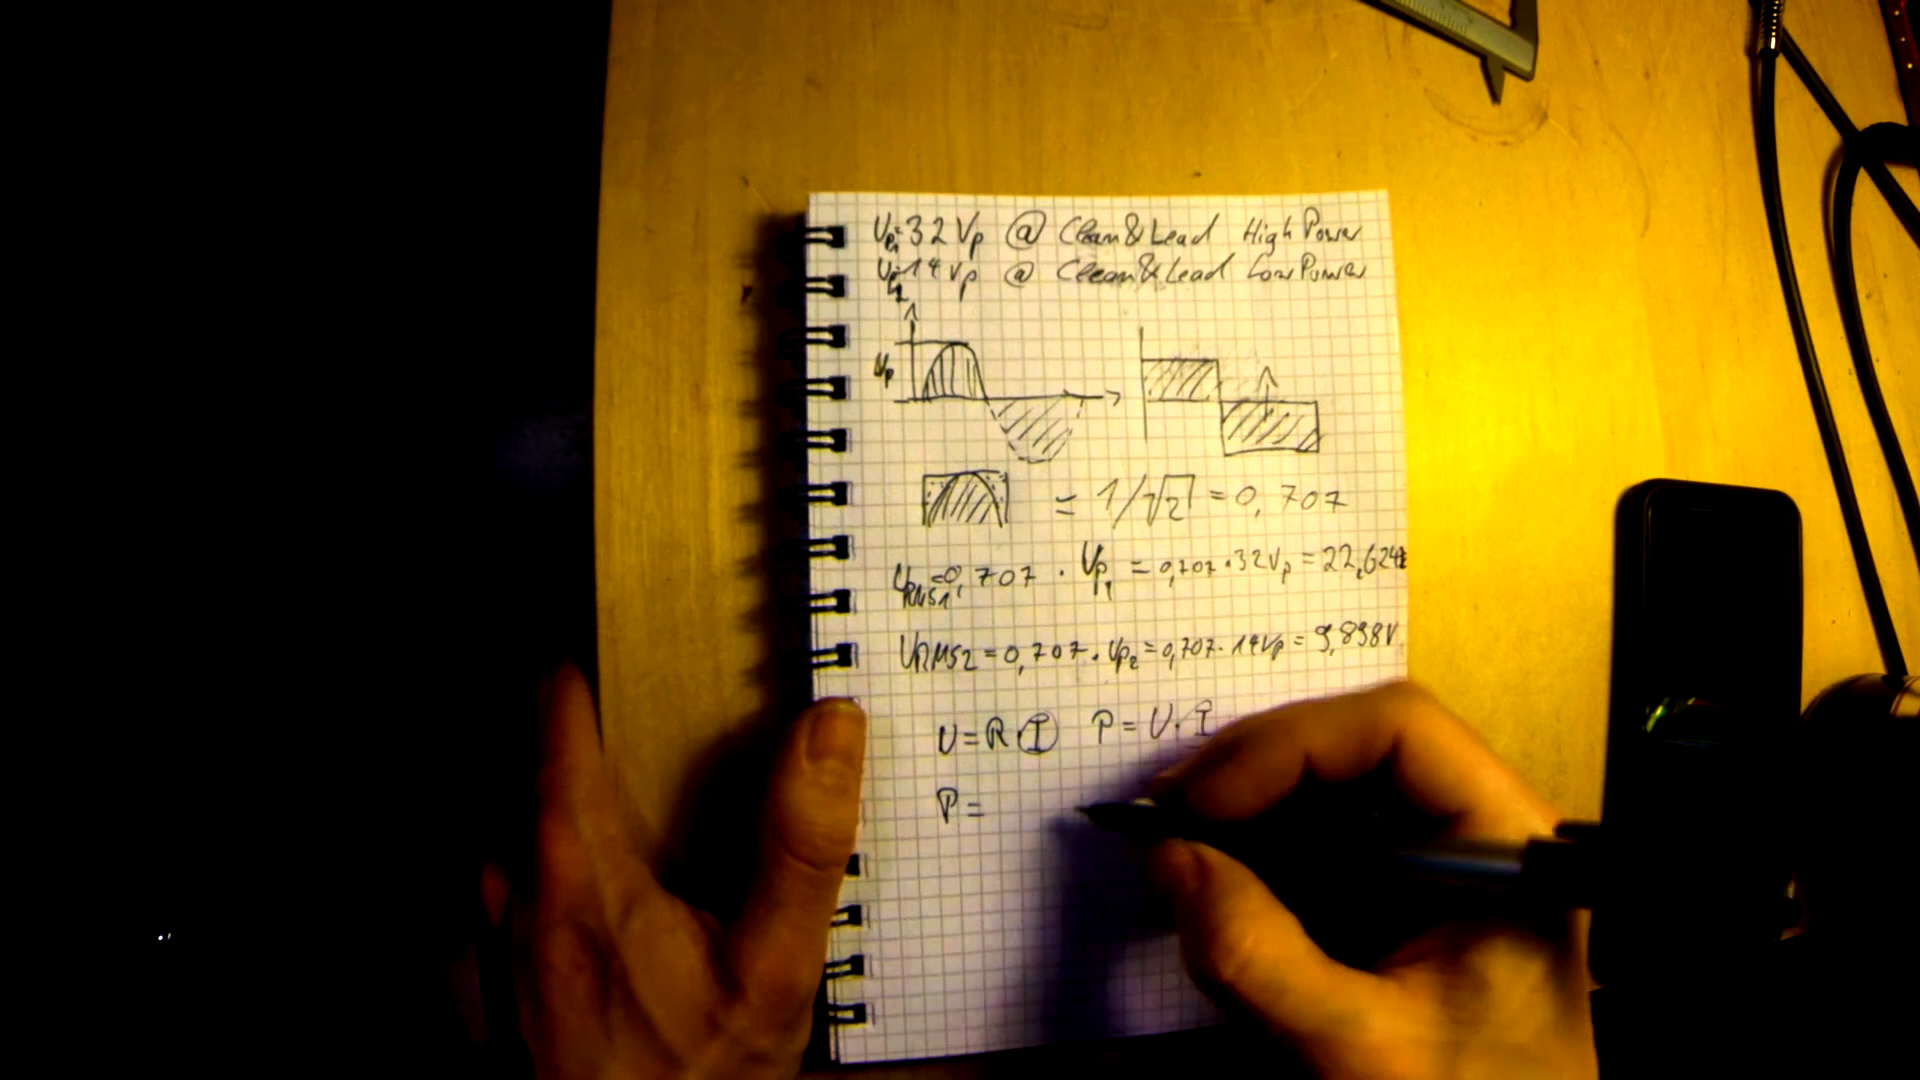 Up1=32Vp @ Clean&Lead High Power
Up2=14Vp @ Clean&Lead Low Power
Up
= 1/√2 = 0,707
URMS1=0,707 · Up1 = 0,707·32Vp = 22,624V
URMS2=0,707·Up2=0,707·14Vp=9,898V
U=R·I P=U·I
P=